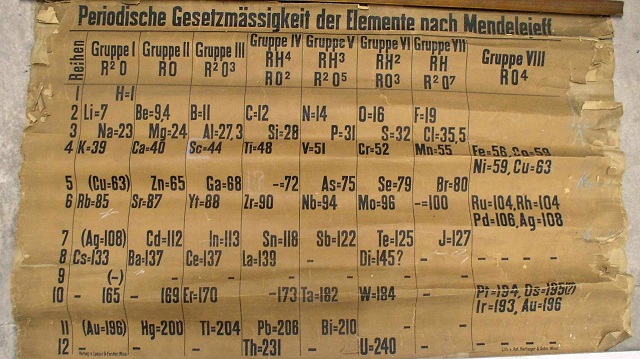 Periodische Gesetzmässigkeit der Elemente nach Mendelejeff.
Reihen Gruppe I R²O Gruppe II RO Gruppe III R²O³ Gruppe IV RH⁴ RO² Gruppe V RH³ R²O⁵ Gruppe VI RH² RO³ Gruppe VII RH R²O⁷ Gruppe VIII RO⁴
1 H=1
2 Li=7 Be=9,4 B=11 C=12 N=14 O=16 F=19
3 Na=23 Mg=24 Al=27,3 Si=28 P=31 S=32 Cl=35,5
4 K=39 Ca=40 Sc=44 Ti=48 V=51 Cr=52 Mn=55 Fe=56, Co=59
Ni=59, Cu=63
5 (Cu=63) Zn=65 Ga=68 -=72 As=75 Se=79 Br=80
6 Rb=85 Sr=87 Yt=88 Zr=90 Nb=94 Mo=96 -=100 Ru=104, Rh=104
Pd=106, Ag=108
7 (Ag=108) Cd=112 In=113 Sn=118 Sb=122 Te=125 J=127
8 Cs=133 Ba=137 Ce=137 La=139 - Di=145? - - - - -
9 (-) - - - - - -
10 - 165 - 169 Er=170 -173 Ta=182 W=184 - Pt=194, Os=195(?)
Ir=193, Au=196
11 (Au=196) Hg=200 Tl=204 Pb=206 Bi=210 - -
12 - - - Th=231 - U=240 - - - - -